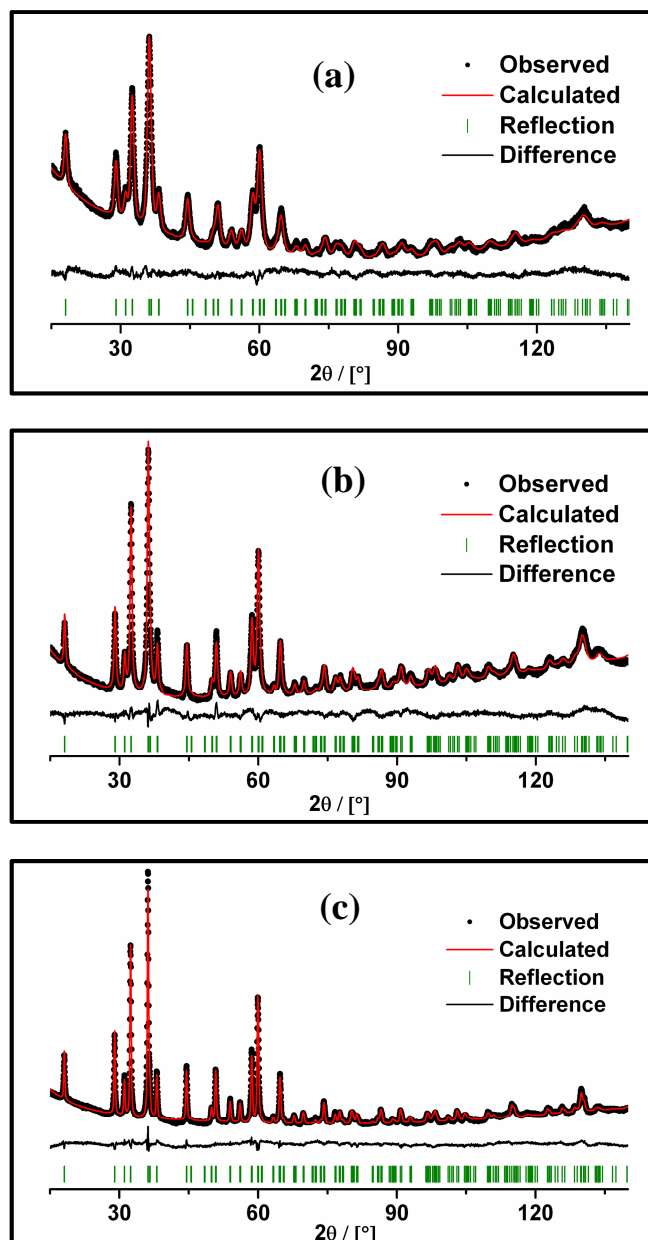 (a)
Observed
Calculated
Reflection
Difference
30 60 90 120
2θ / [°]
(b)
Observed
Calculated
Reflection
Difference
30 60 90 120
2θ / [°]
(c)
Observed
Calculated
Reflection
Difference
30 60 90 120
2θ / [°]